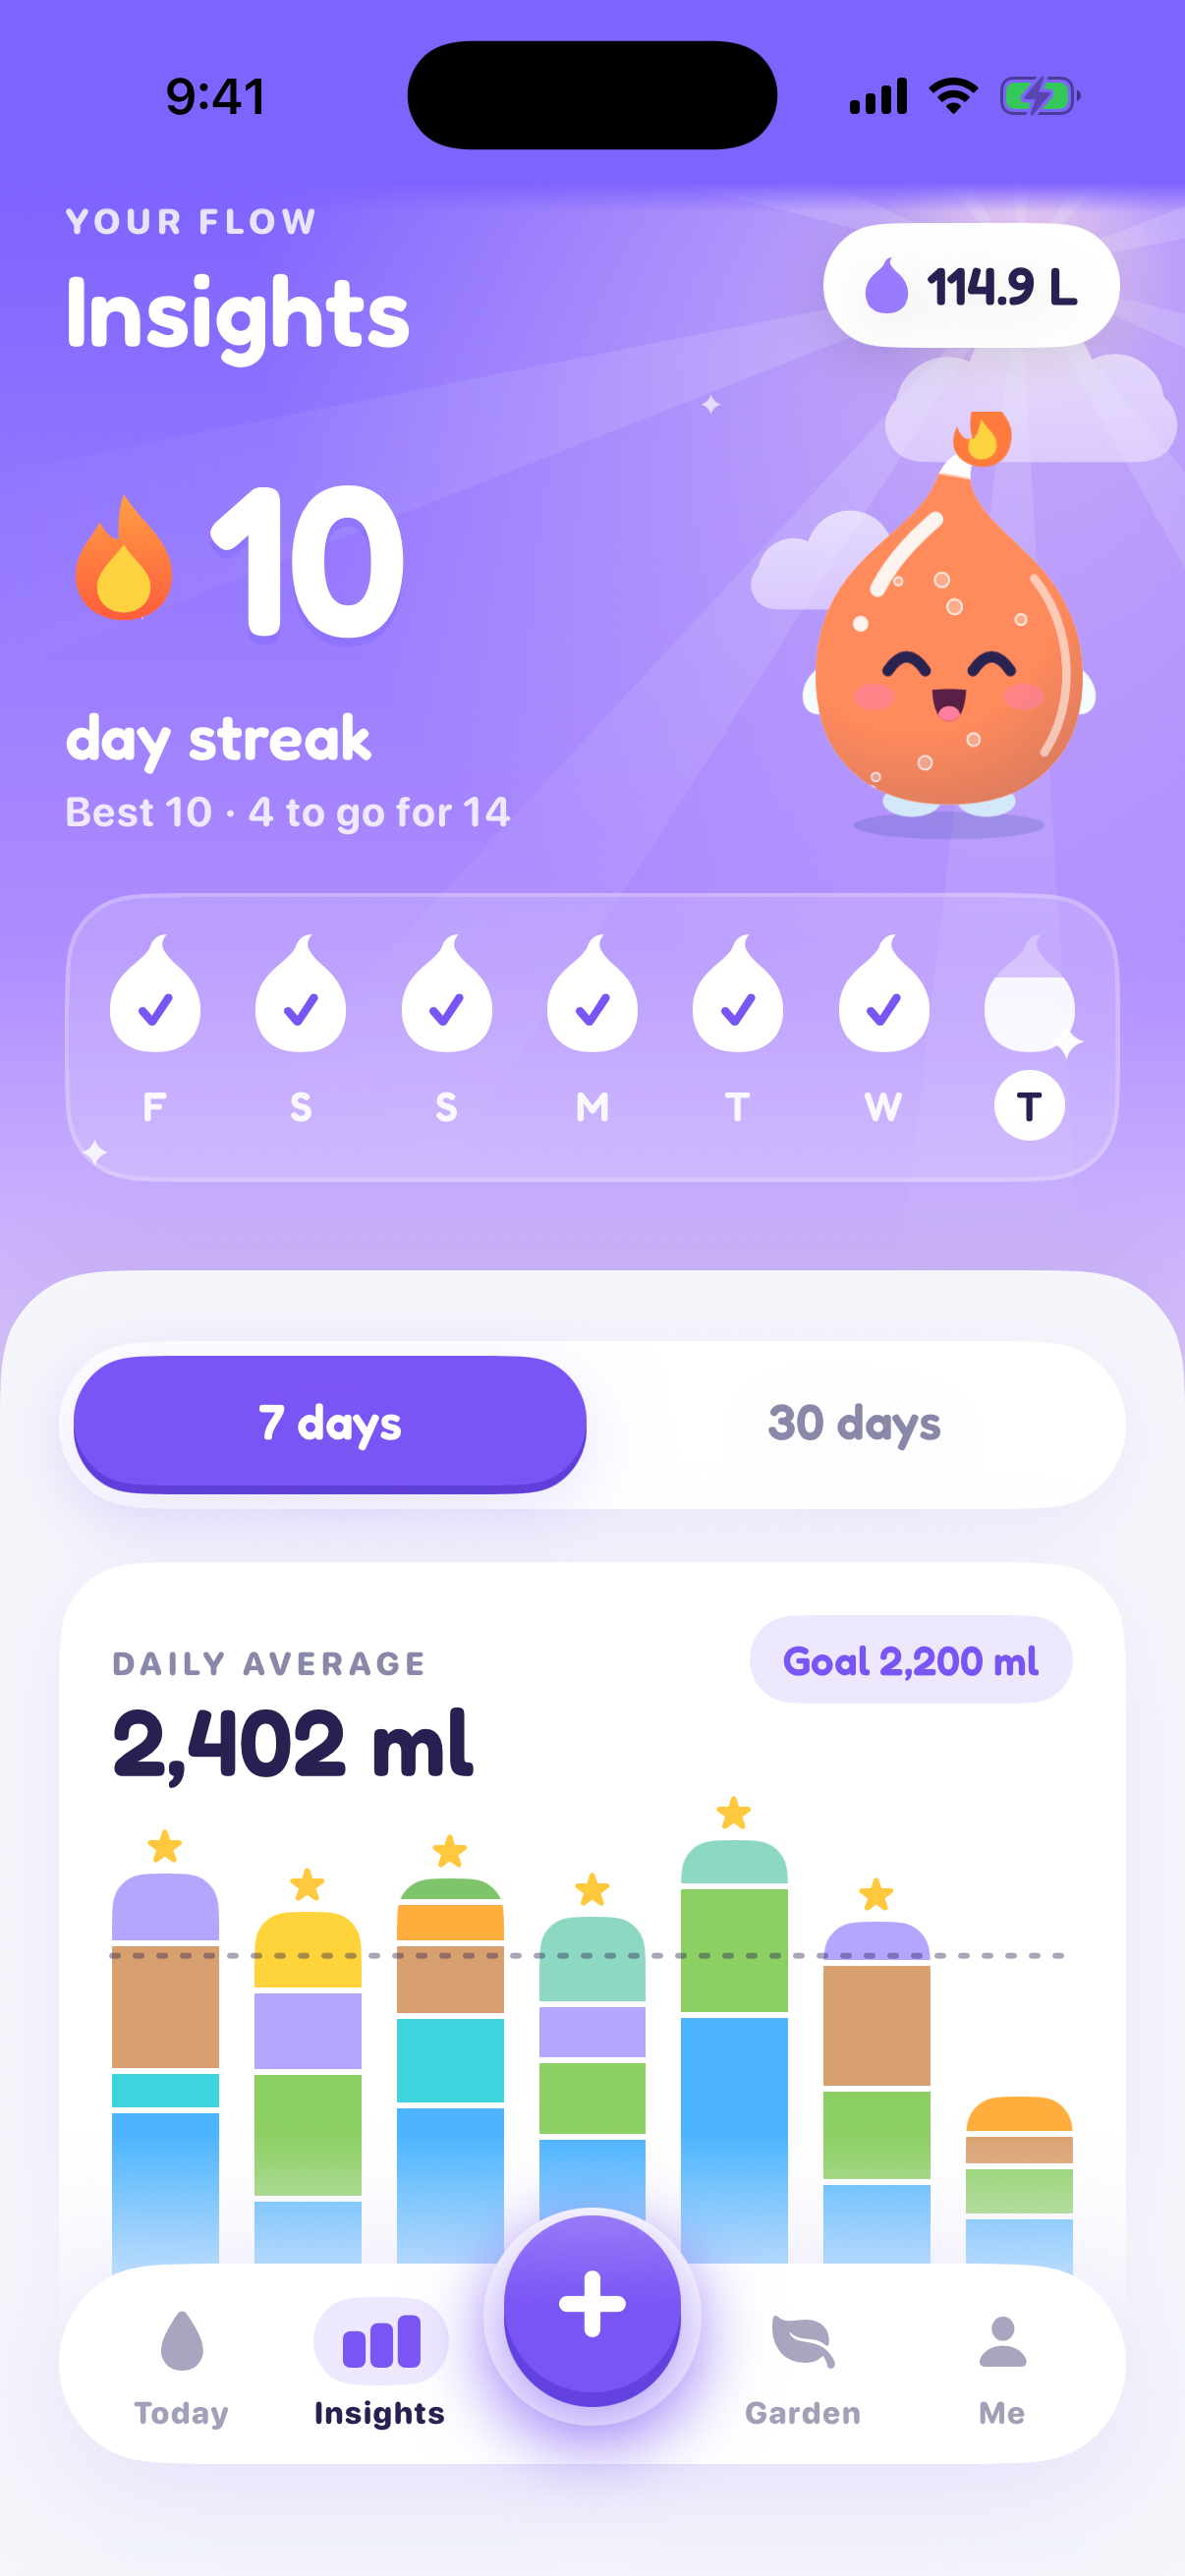 9:41
YOUR FLOW
Insights
114.9 L
10
day streak
Best 10 · 4 to go for 14
F S S M T W T
7 days
30 days
DAILY AVERAGE
Goal 2,200 ml
2,402 ml
Today
Insights
Garden
Me